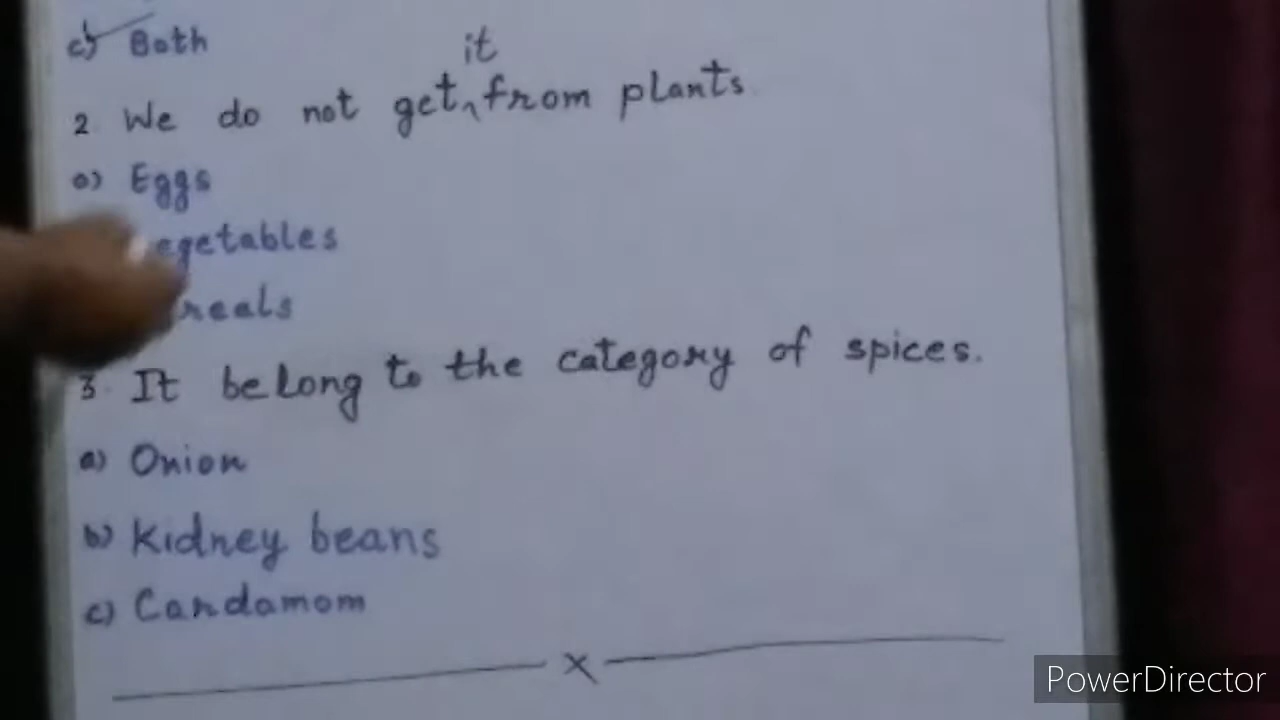 c) Both
it
2. We do not get from plants.
a) Eggs
egetables
reals
3. It belong to the category of spices.
a) Onion
b) Kidney beans
c) Cardamom
x
PowerDirector